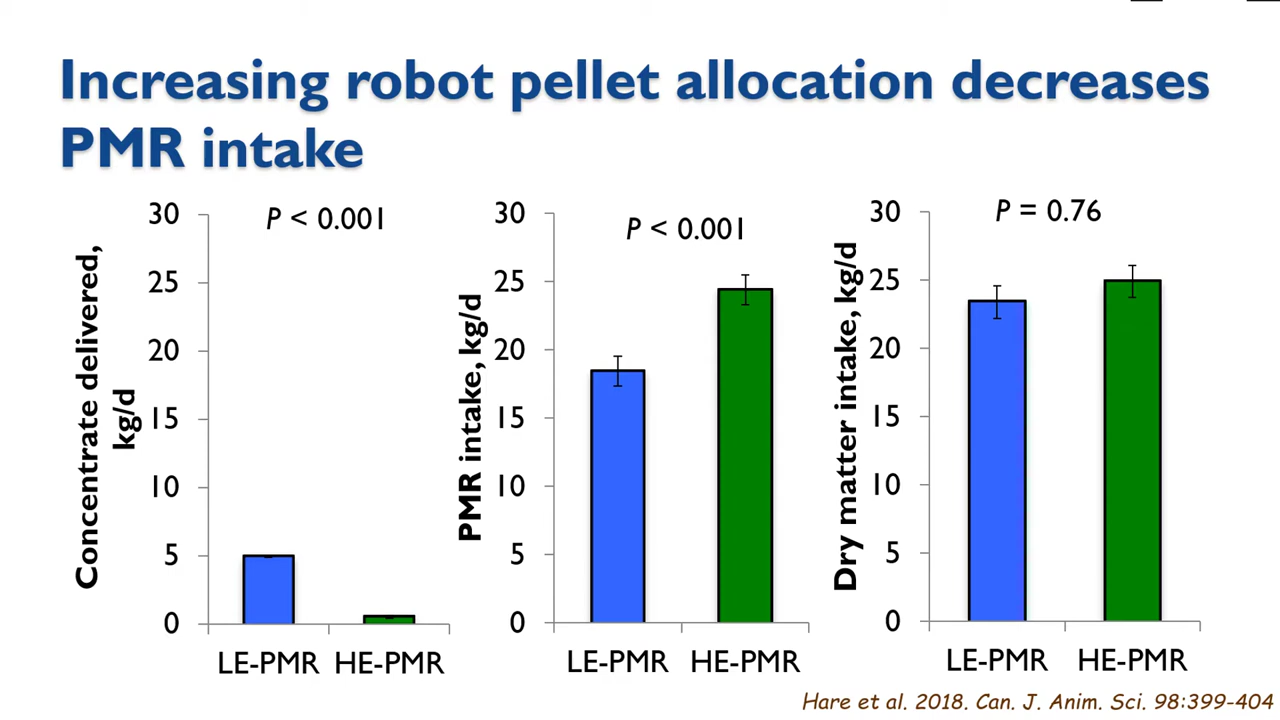 Increasing robot pellet allocation decreases
PMR intake
Concentrate delivered,
kg/d
30
25
20
15
10
5
0
P < 0.001
LE-PMR HE-PMR
PMR intake, kg/d
30
25
20
15
10
5
0
P < 0.001
LE-PMR HE-PMR
Dry matter intake, kg/d
30
25
20
15
10
5
0
P = 0.76
LE-PMR HE-PMR
Hare et al. 2018. Can. J. Anim. Sci. 98:399-404